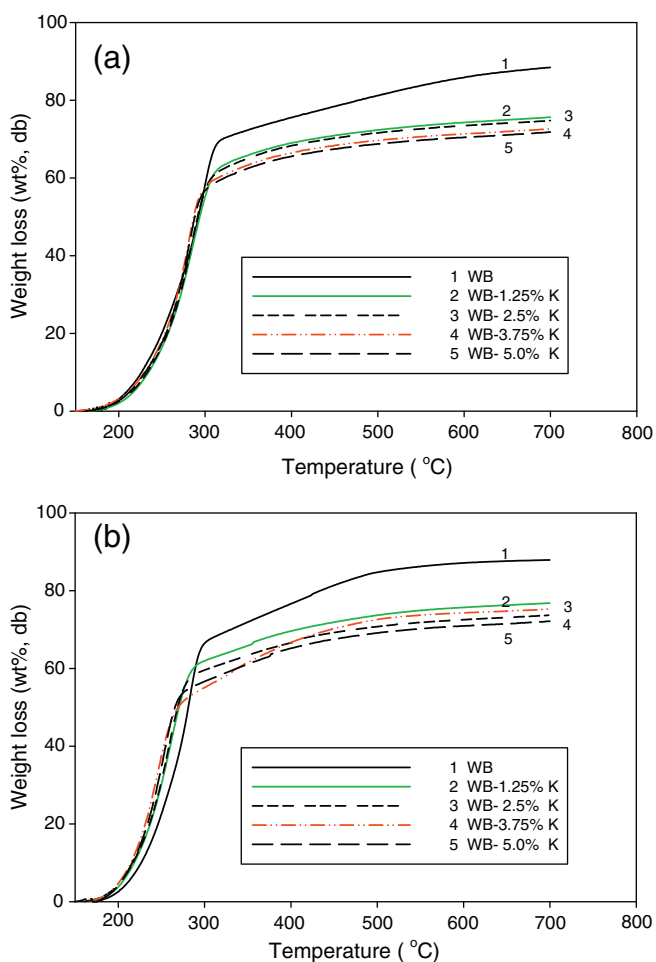 (a)
100
80
60
40
20
0
Weight loss (wt%, db)
1
2
3
4
5
1 WB
2 WB-1.25% K
3 WB- 2.5% K
4 WB-3.75% K
5 WB- 5.0% K
200 300 400 500 600 700 800
Temperature ( °C)
(b)
100
80
60
40
20
0
Weight loss (wt%, db)
1
2
3
4
5
1 WB
2 WB-1.25% K
3 WB- 2.5% K
4 WB-3.75% K
5 WB- 5.0% K
200 300 400 500 600 700 800
Temperature ( °C)